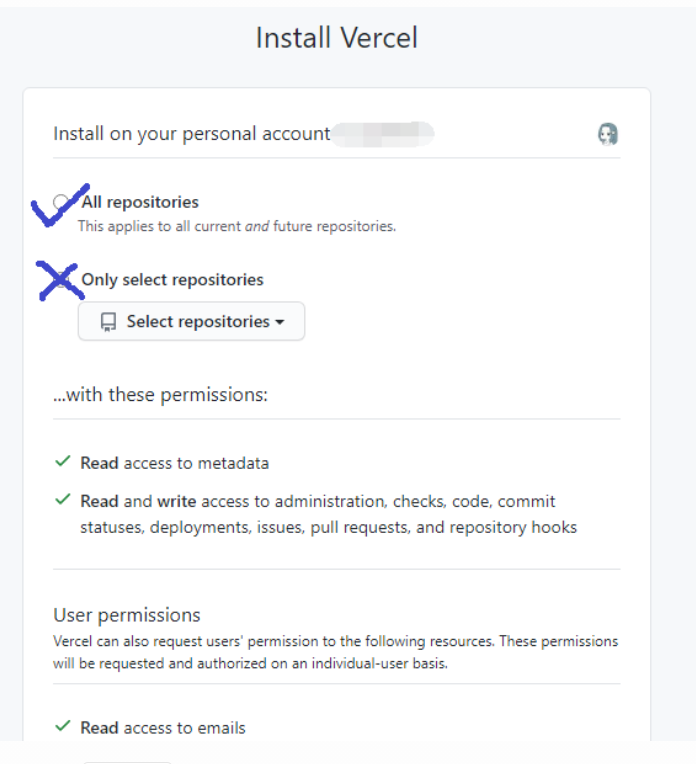 Install Vercel
Install on your personal account
All repositories
This applies to all current and future repositories.
Only select repositories
Select repositories
...with these permissions:
Read access to metadata
Read and write access to administration, checks, code, commit
statuses, deployments, issues, pull requests, and repository hooks
User permissions
Vercel can also request users' permission to the following resources. These permissions
will be requested and authorized on an individual-user basis.
Read access to emails